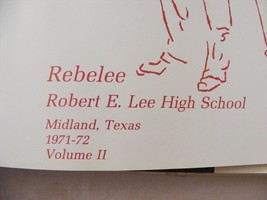 Rebelee
Robert E. Lee High School
Midland, Texas
1971-72
Volume II